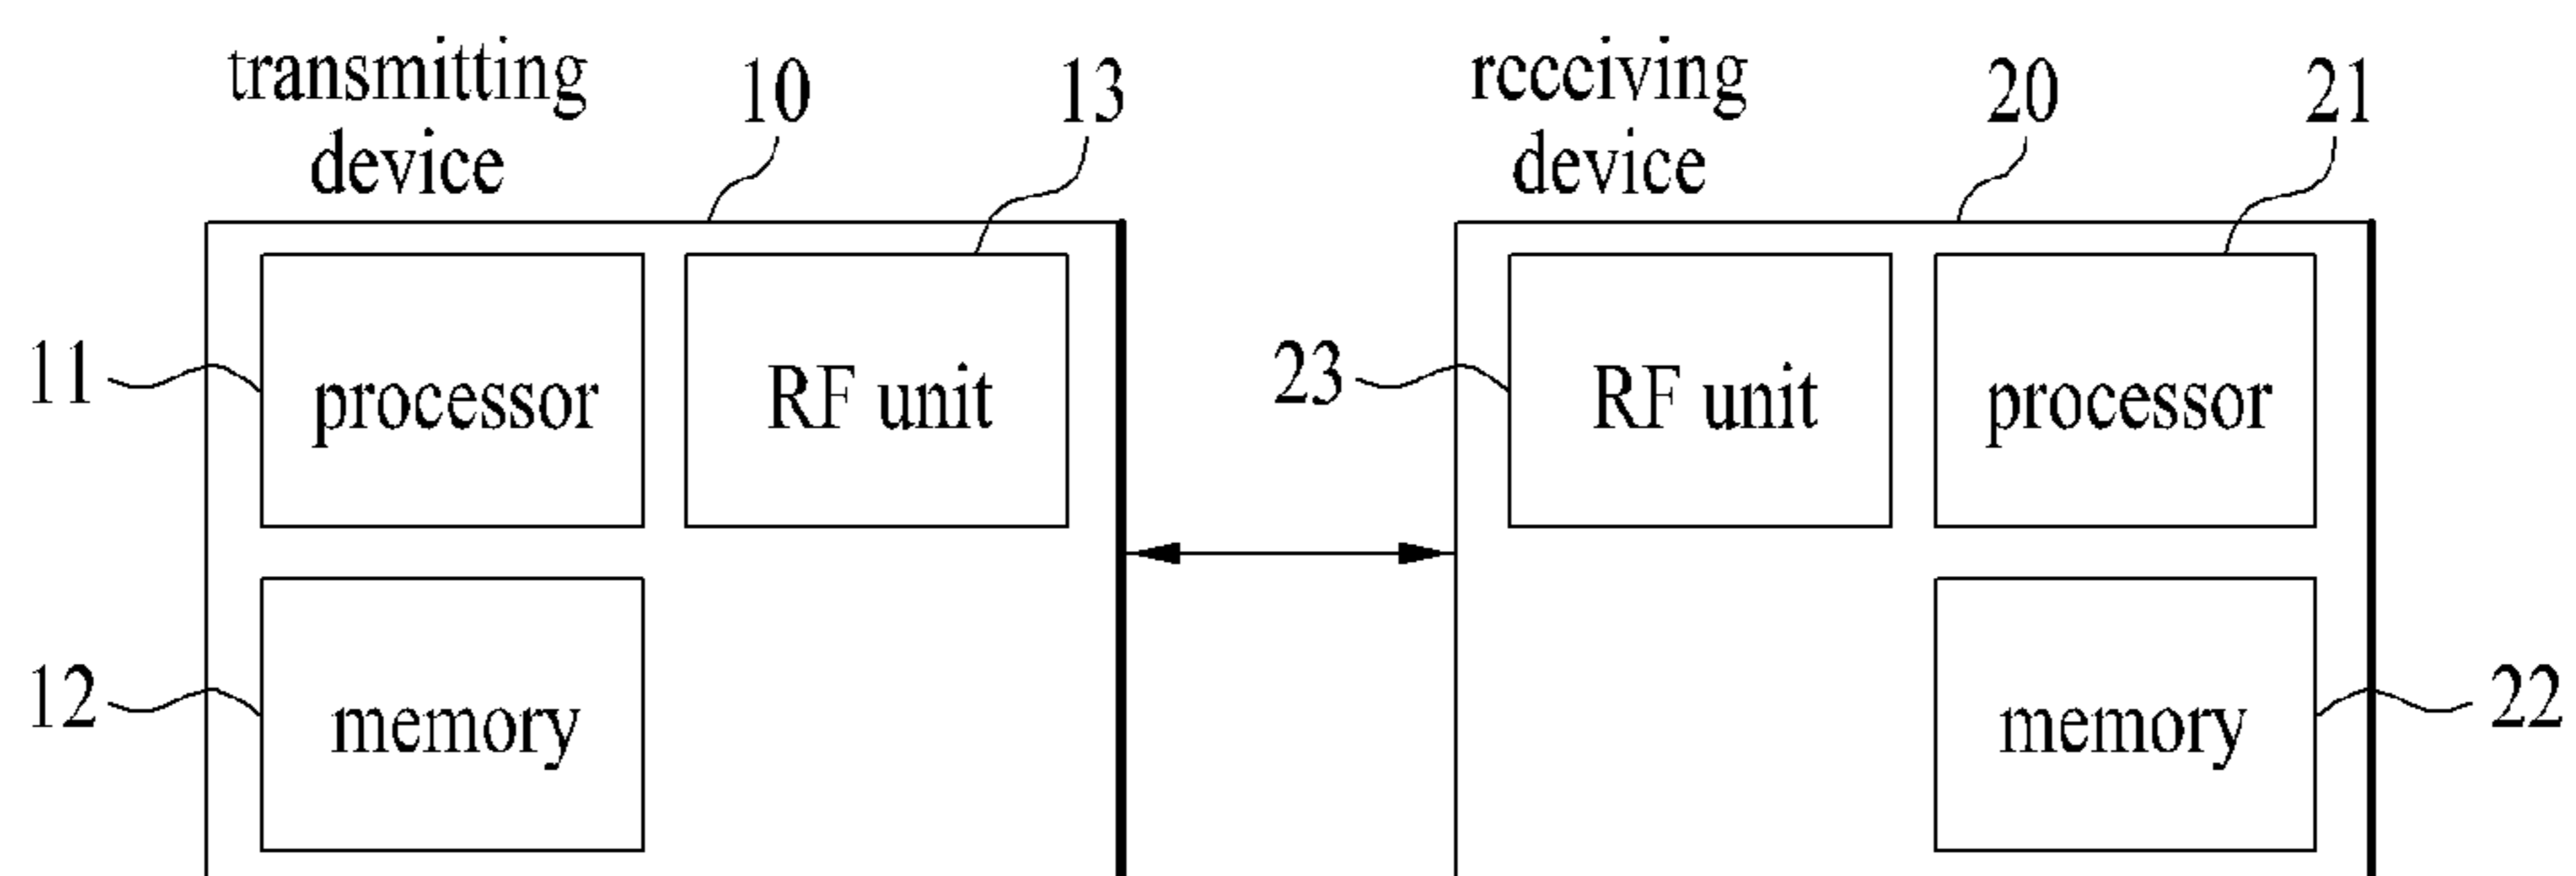 transmitting
device
10
13
receiving
device
20
21
11
processor
RF unit
23
RF unit
processor
12
memory
memory
22